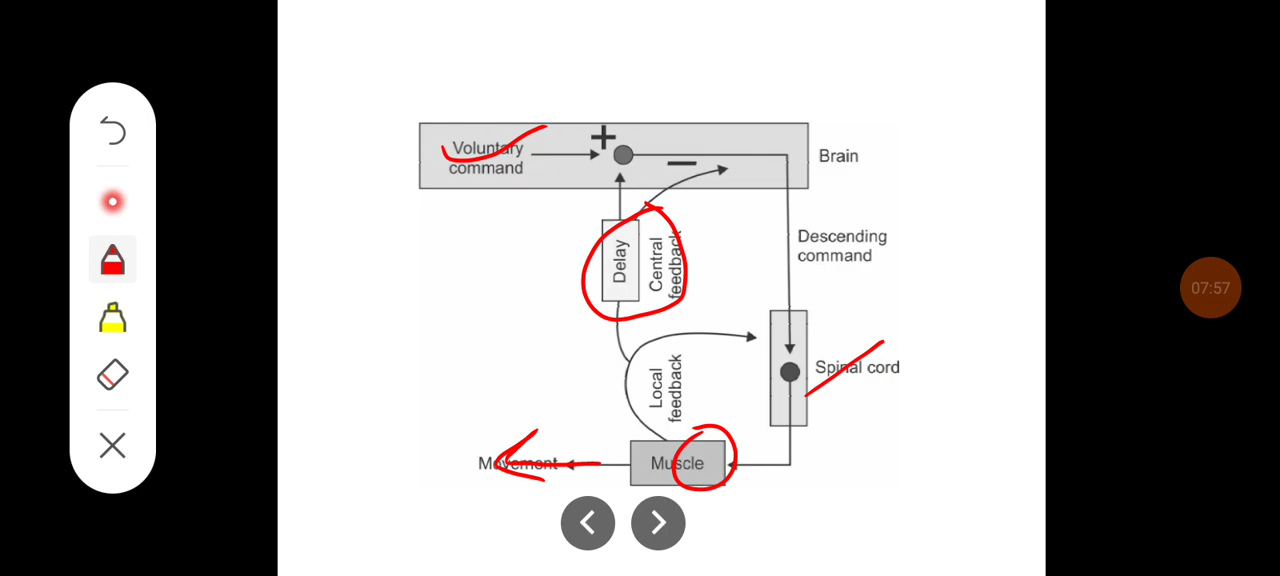 Voluntary
command
+
−
Brain
Delay
Central
feedback
Descending
command
07:57
Local
feedback
Spinal cord
Movement
Muscle